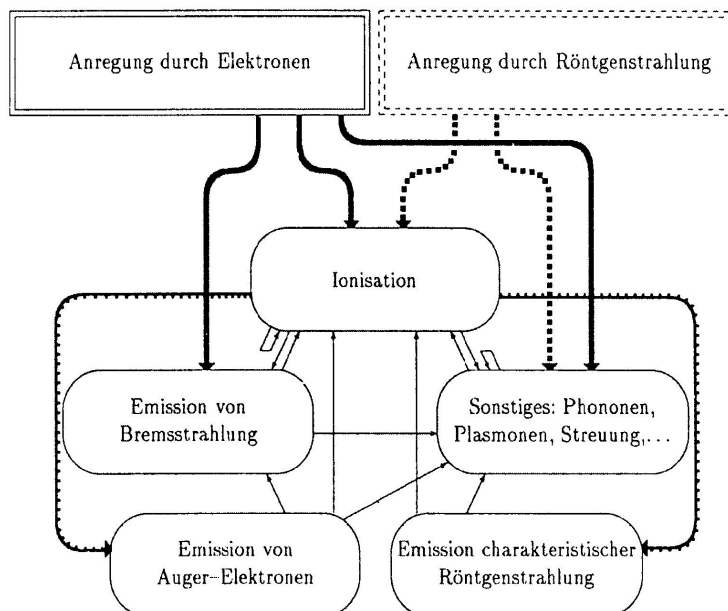 Anregung durch Elektronen
Anregung durch Röntgenstrahlung
Ionisation
Emission von
Bremsstrahlung
Sonstiges: Phononen,
Plasmonen, Streuung,...
Emission von
Auger-Elektronen
Emission charakteristischer
Röntgenstrahlung